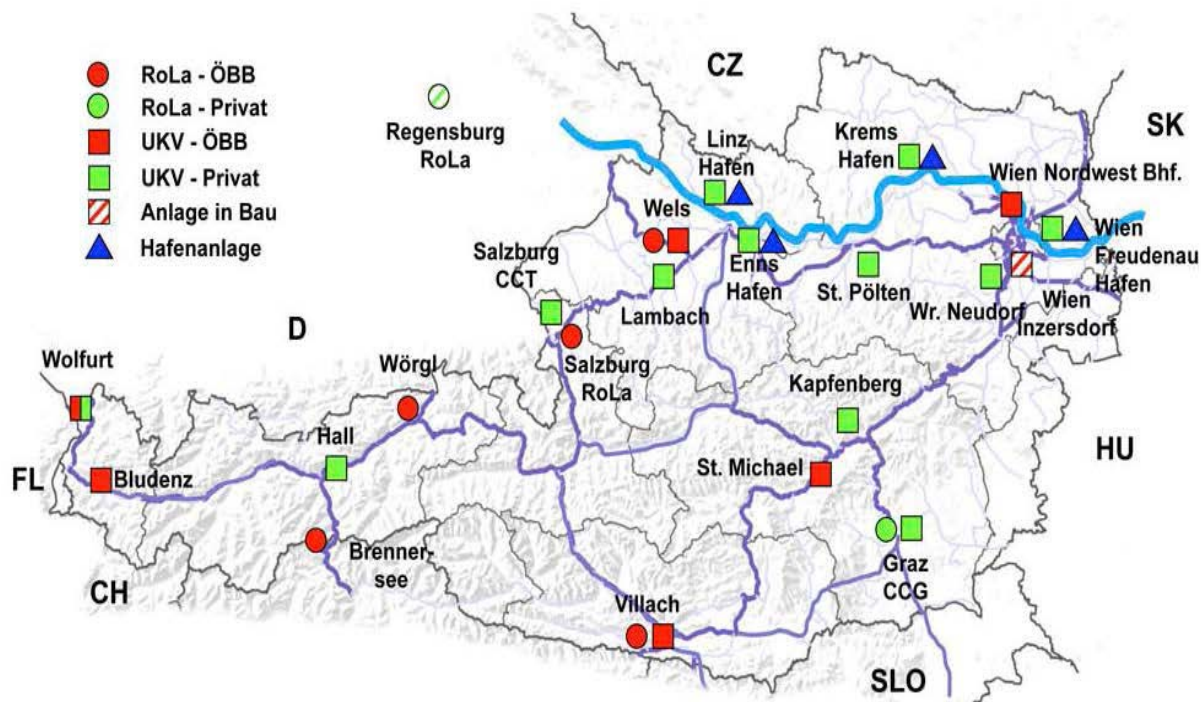 RoLa - ÖBB
RoLa - Privat
UKV - ÖBB
UKV - Privat
Anlage in Bau
Hafenanlage
Regensburg
RoLa
CZ
SK
Linz
Hafen
Krems
Hafen
Wien Nordwest Bhf.
Wels
Wien
Freudenau
Hafen
Salzburg
CCT
Enns
Hafen
St. Pölten
Wr. Neudorf
Wien
Inzersdorf
Lambach
D
Wolfurt
Wörgl
Salzburg
RoLa
Kapfenberg
Hall
HU
FL
Bludenz
St. Michael
Brenner-
see
Graz
CCG
CH
Villach
SLO